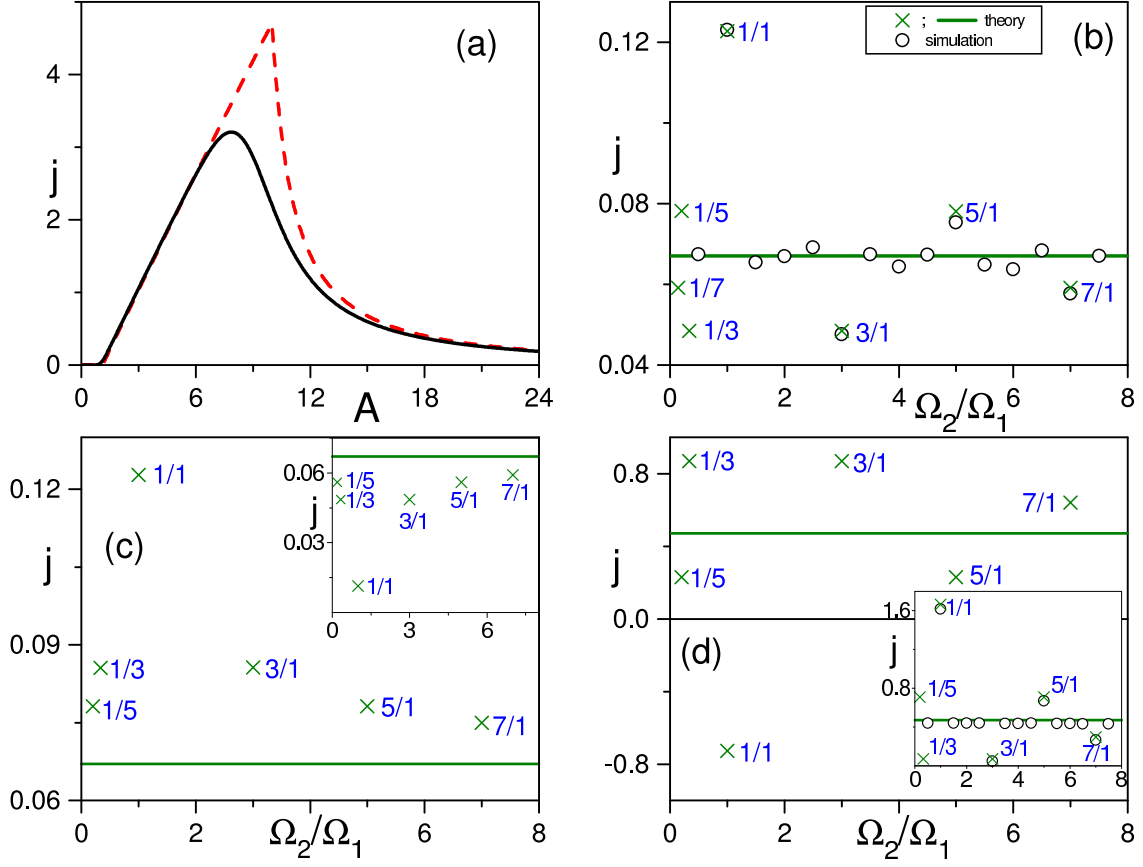 (a)
j
4
2
0
0 6 12 18 24
A
(b)
× ; theory
simulation
j
0.12
0.08
0.04
1/1
1/5
5/1
1/7
7/1
1/3
3/1
0 2 4 6 8
Ω2/Ω1
(c)
j
0.12
0.09
0.06
1/1
1/3
3/1
1/5
5/1
7/1
0 2 4 6 8
Ω2/Ω1
j
0.06
0.03
1/5
1/3
3/1
5/1
7/1
1/1
0 3 6
(d)
j
0.8
0.0
-0.8
1/3
3/1
7/1
1/5
5/1
1/1
0 2 4 6 8
Ω2/Ω1
j
1.6
0.8
1/1
1/5
5/1
1/3
3/1
7/1
0 2 4 6 8